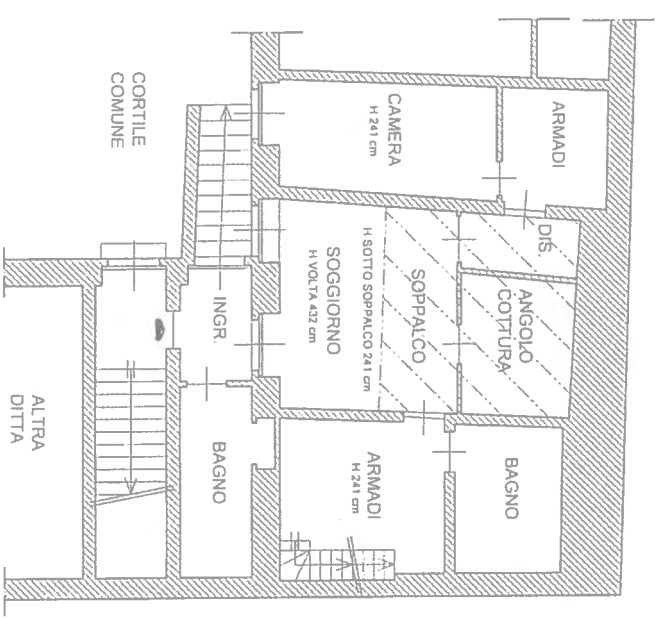 CORTILE
COMUNE
CAMERA
H 241 cm
ARMADI
DIS.
ANGOLO
COTTURA
SOPPALCO
H SOTTO SOPPALCO 241 cm
SOGGIORNO
H VOLTA 432 cm
INGR.
BAGNO
ARMADI
H 241 cm
BAGNO
ALTRA
DITTA